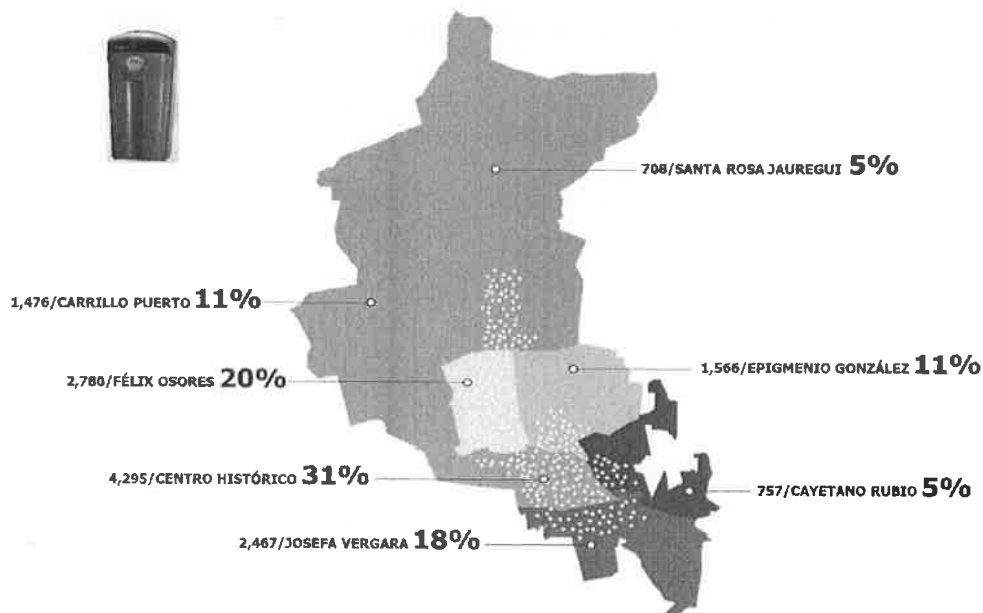 708/SANTA ROSA JAUREGUI 5%
1,476/CARRILLO PUERTO 11%
2,780/FÉLIX OSORES 20%
1,566/EPIGMENIO GONZÁLEZ 11%
4,295/CENTRO HISTÓRICO 31%
757/CAYETANO RUBIO 5%
2,467/JOSEFA VERGARA 18%